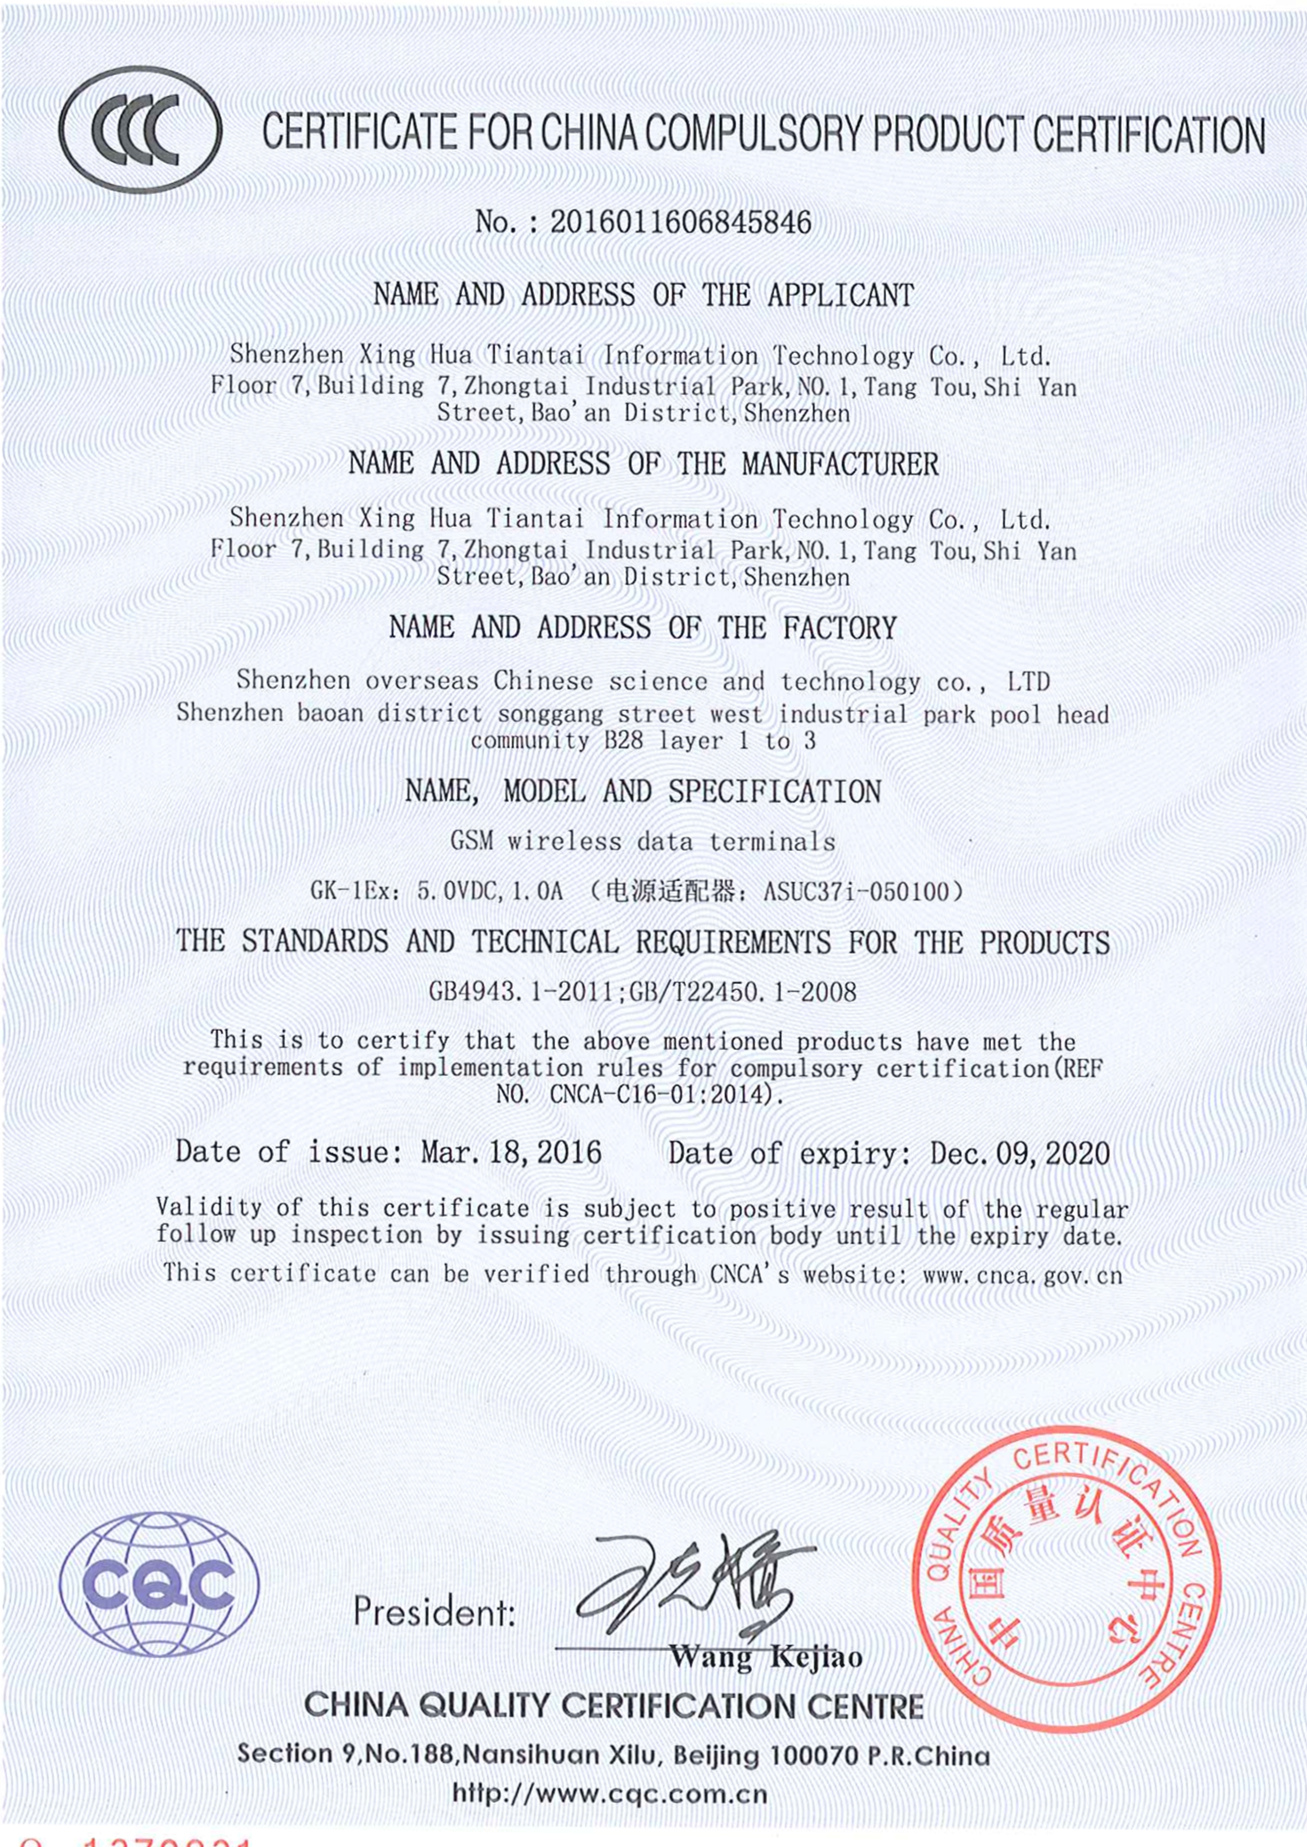 CCC
CERTIFICATE FOR CHINA COMPULSORY PRODUCT CERTIFICATION
No. : 2016011606845846
NAME AND ADDRESS OF THE APPLICANT
Shenzhen Xing Hua Tiantai Information Technology Co., Ltd.
Floor 7,Building 7,Zhongtai Industrial Park,NO.1,Tang Tou,Shi Yan
Street,Bao'an District,Shenzhen
NAME AND ADDRESS OF THE MANUFACTURER
Shenzhen Xing Hua Tiantai Information Technology Co., Ltd.
Floor 7,Building 7,Zhongtai Industrial Park,NO.1,Tang Tou,Shi Yan
Street,Bao'an District,Shenzhen
NAME AND ADDRESS OF THE FACTORY
Shenzhen overseas Chinese science and technology co., LTD
Shenzhen baoan district songgang street west industrial park pool head
community B28 layer 1 to 3
NAME, MODEL AND SPECIFICATION
GSM wireless data terminals
GK-1Ex: 5.0VDC,1.0A （电源适配器: ASUC37i-050100）
THE STANDARDS AND TECHNICAL REQUIREMENTS FOR THE PRODUCTS
GB4943.1-2011;GB/T22450.1-2008
This is to certify that the above mentioned products have met the
requirements of implementation rules for compulsory certification(REF
NO. CNCA-C16-01:2014).
Date of issue: Mar.18,2016 Date of expiry: Dec.09,2020
Validity of this certificate is subject to positive result of the regular
follow up inspection by issuing certification body until the expiry date.
This certificate can be verified through CNCA's website: www.cnca.gov.cn
CHINA QUALITY CERTIFICATION CENTRE
中国质量认证中心
CQC
President:
Wang Kejiao
CHINA QUALITY CERTIFICATION CENTRE
Section 9,No.188,Nansihuan Xilu, Beijing 100070 P.R.China
http://www.cqc.com.cn